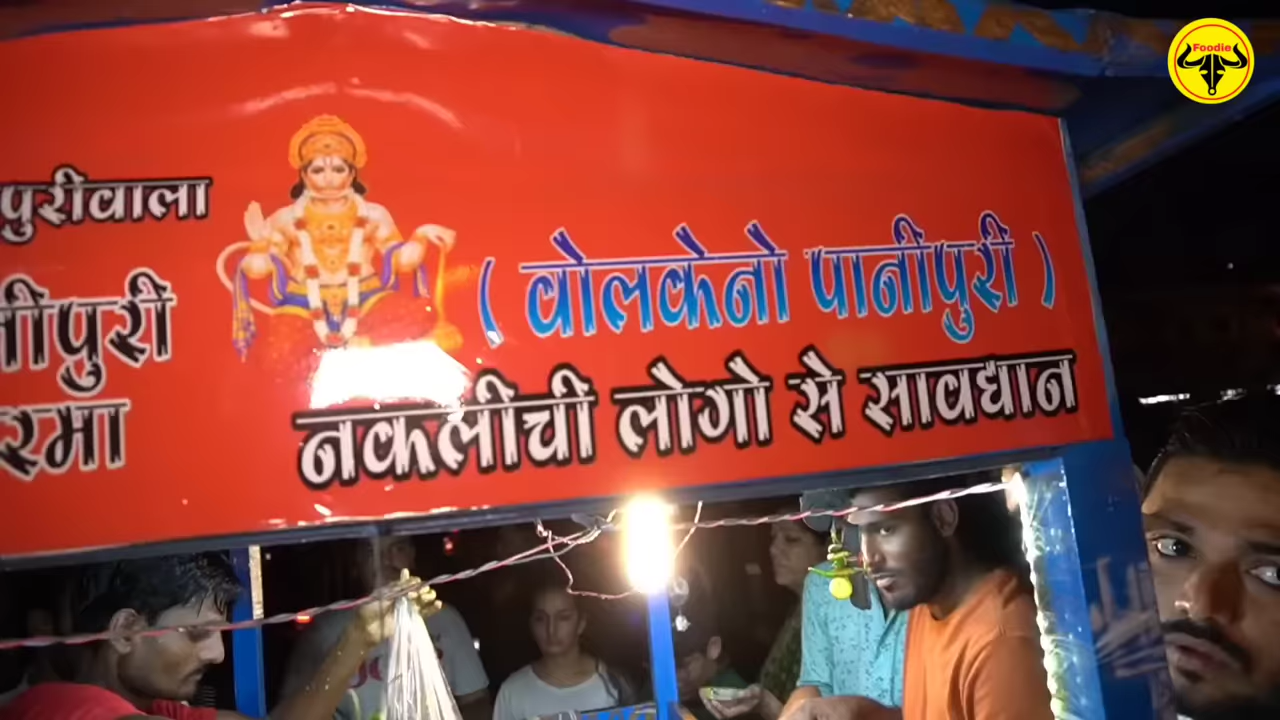 पुरीवाला
( वोलकेनो पानीपुरी )
नीपुरी
रमा
नकलीची लोगो से सावधान
Foodie